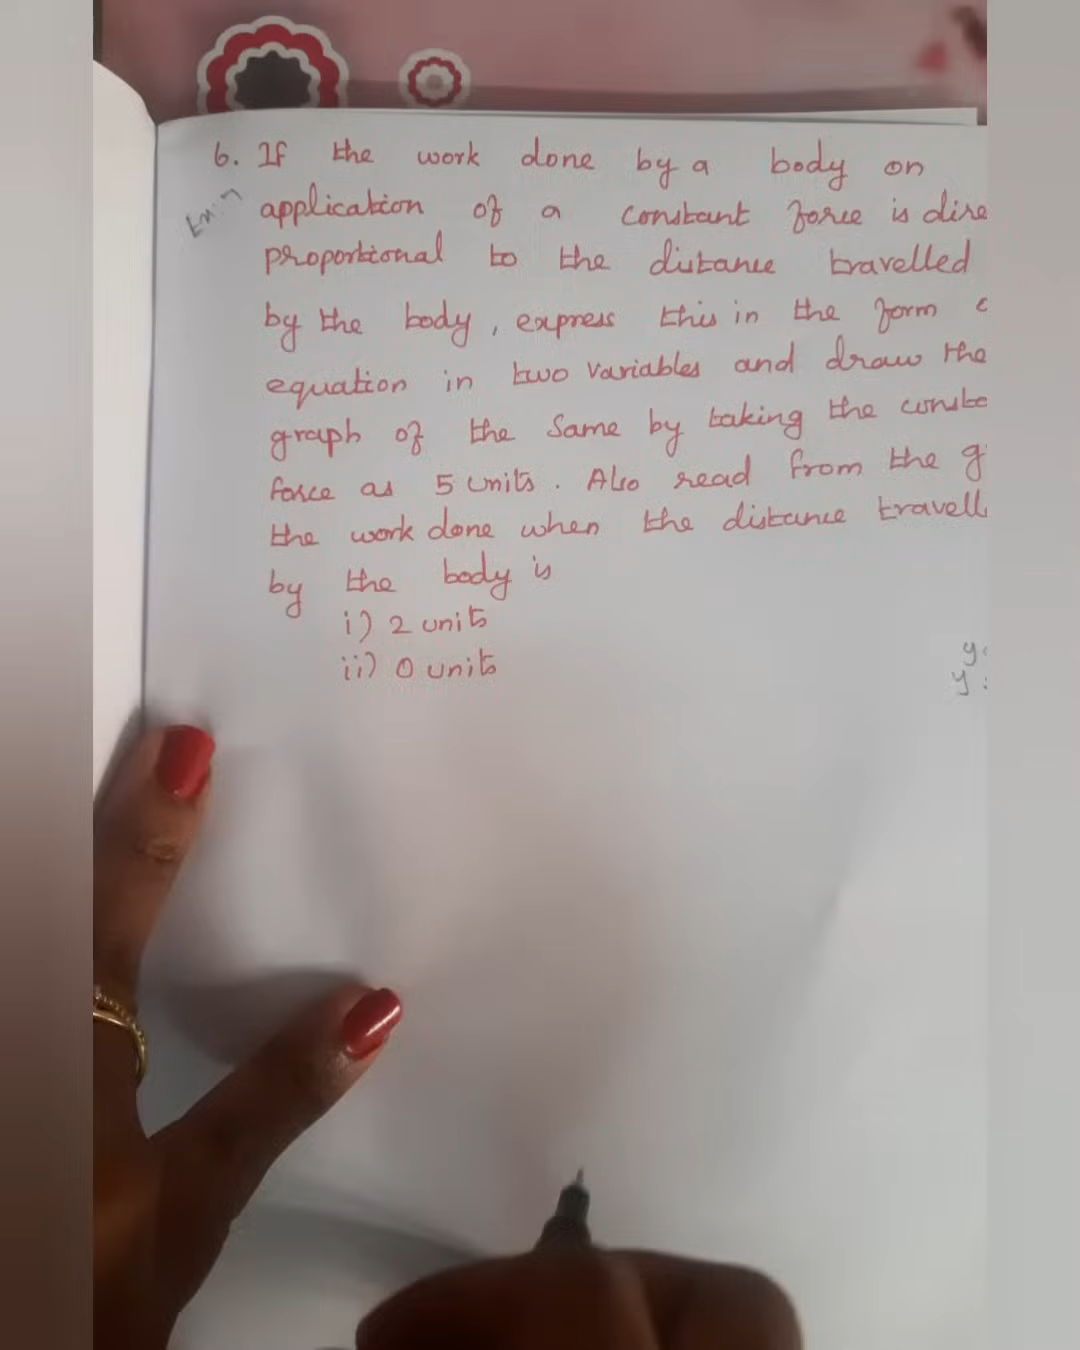 6. If the work done by a body on
application of a constant force is dire
proportional to the distance travelled
by the body, express this in the form
equation in two variables and draw the
graph of the same by taking the consta
force as 5 units. Also read from the g
the work done when the distance travell
by the body is
i) 2 units
ii) 0 units
y
y =